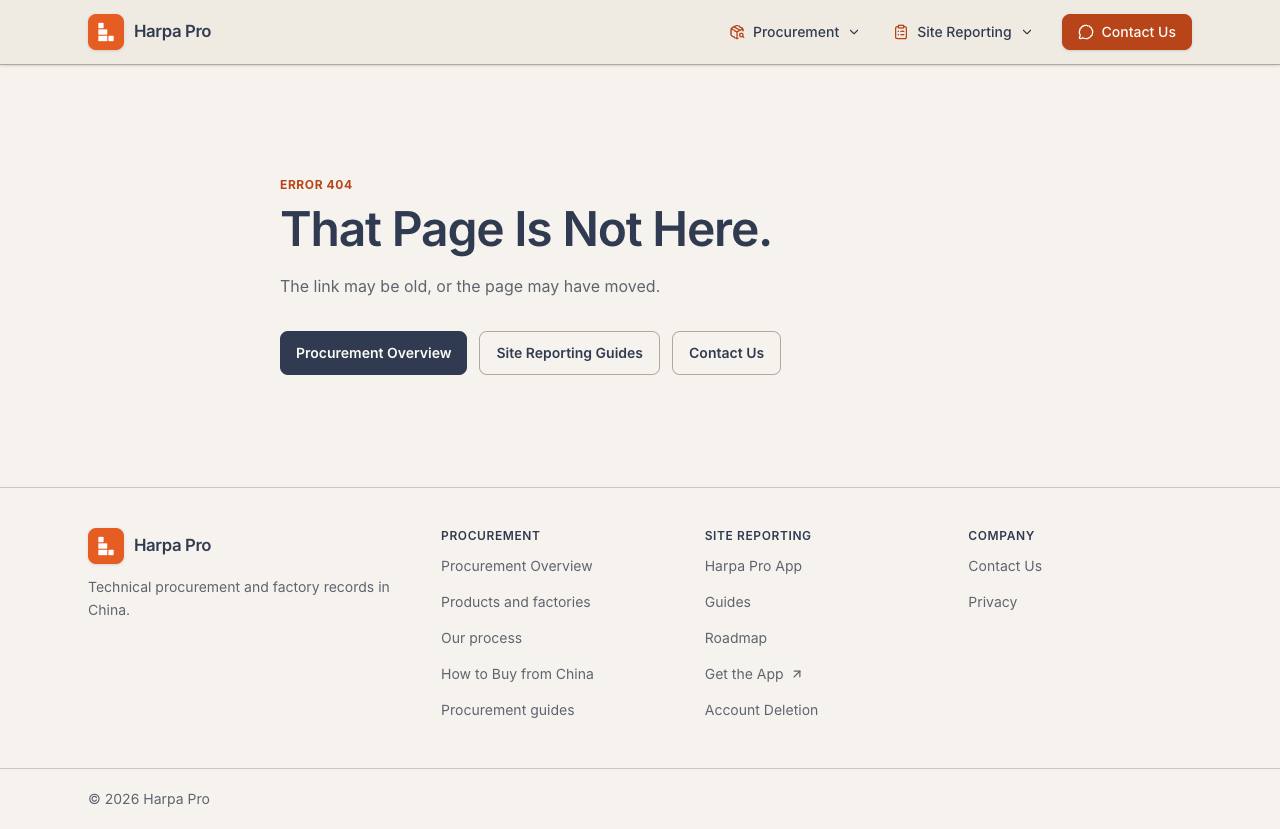 Harpa Pro
Procurement
Site Reporting
Contact Us
ERROR 404
That Page Is Not Here.
The link may be old, or the page may have moved.
Procurement Overview
Site Reporting Guides
Contact Us
Harpa Pro
Technical procurement and factory records in
China.
PROCUREMENT
Procurement Overview
Products and factories
Our process
How to Buy from China
Procurement guides
SITE REPORTING
Harpa Pro App
Guides
Roadmap
Get the App
Account Deletion
COMPANY
Contact Us
Privacy
© 2026 Harpa Pro